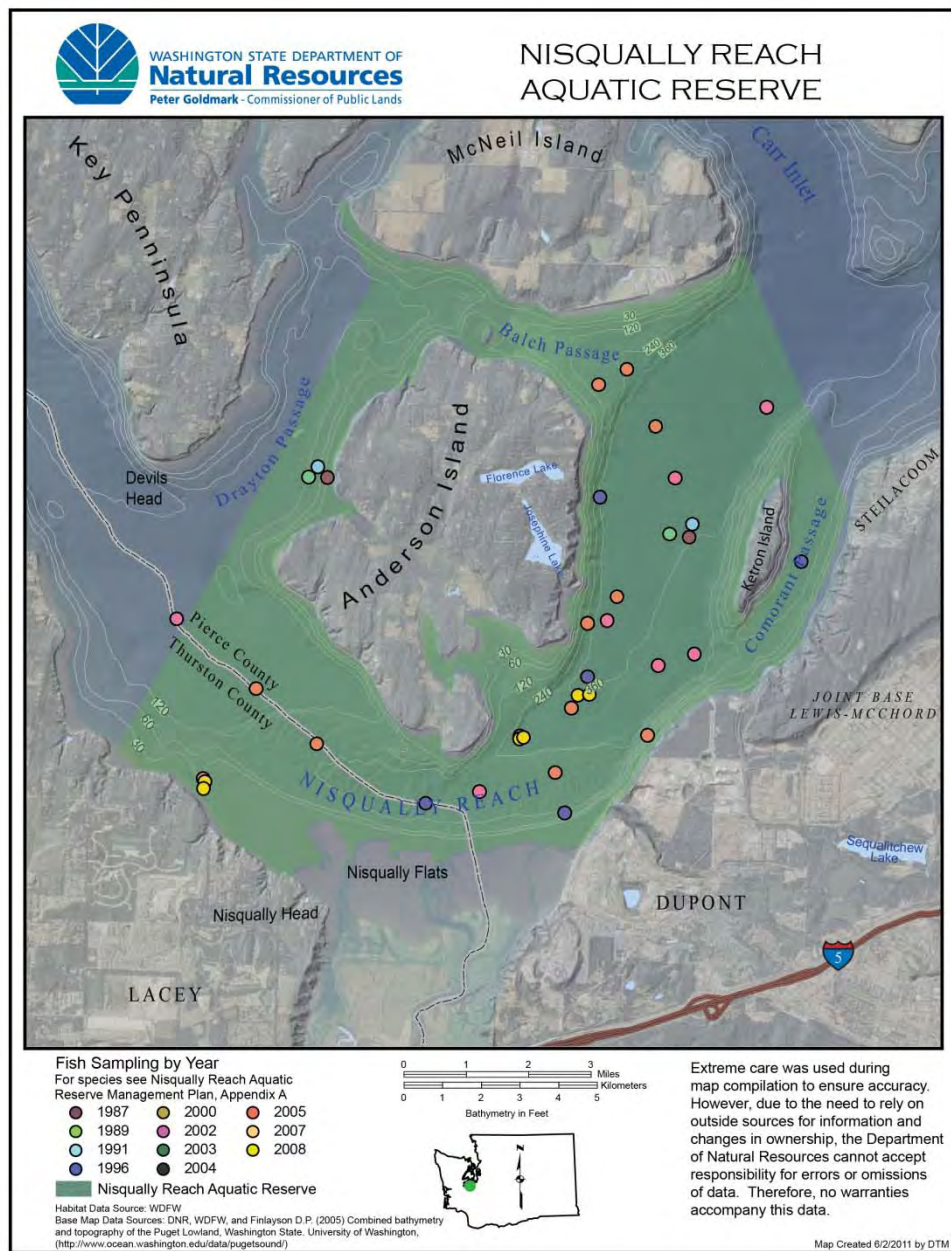 WASHINGTON STATE DEPARTMENT OF
Natural Resources
Peter Goldmark - Commissioner of Public Lands
NISQUALLY REACH
AQUATIC RESERVE
Key Penninsula
McNeil Island
Carr Inlet
30
120
240
360
Balch Passage
Drayton Passage
Devils
Head
Anderson Island
Florence Lake
Josephine Lake
Ketron Island
Comorant Passage
STEILACOOM
Pierce County
Thurston County
30
60
120
240
360
120
60
30
JOINT BASE
LEWIS-MCCHORD
NISQUALLY REACH
Nisqually Flats
Nisqually Head
Sequalitchew
Lake
DUPONT
5
LACEY
Fish Sampling by Year
For species see Nisqually Reach Aquatic
Reserve Management Plan, Appendix A
1987 2000 2005
1989 2002 2007
1991 2003 2008
1996 2004
Nisqually Reach Aquatic Reserve
Habitat Data Source: WDFW
Base Map Data Sources: DNR, WDFW, and Finlayson D.P. (2005) Combined bathymetry
and topography of the Puget Lowland, Washington State. University of Washington,
(http://www.ocean.washington.edu/data/pugetsound/)
0 1 2 3
Miles
Kilometers
0 1 2 3 4 5
Bathymetry in Feet
N
Extreme care was used during
map compilation to ensure accuracy.
However, due to the need to rely on
outside sources for information and
changes in ownership, the Department
of Natural Resources cannot accept
responsibility for errors or omissions
of data. Therefore, no warranties
accompany this data.
Map Created 6/2/2011 by DTM